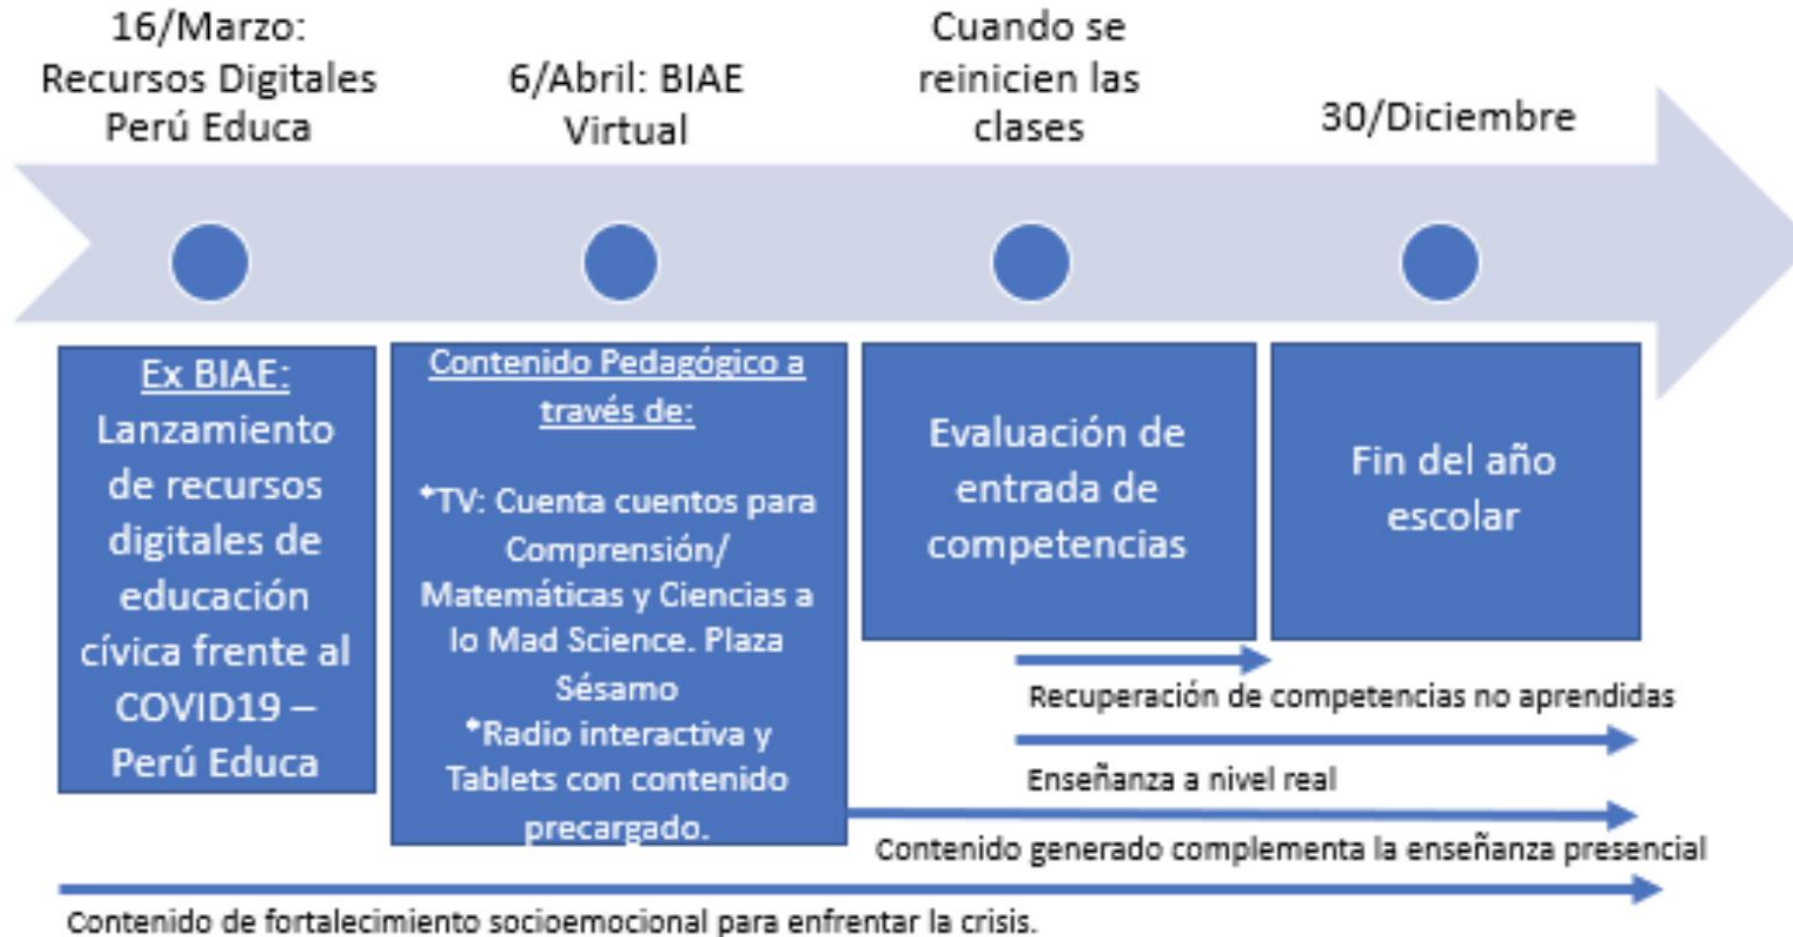 16/Marzo:
Recursos Digitales
Perú Educa
6/Abril: BIAE
Virtual
Cuando se
reinicien las
clases
30/Diciembre
Ex BIAE:
Lanzamiento
de recursos
digitales de
educación
cívica frente al
COVID19 –
Perú Educa
Contenido Pedagógico a
través de:
*TV: Cuenta cuentos para
Comprensión/
Matemáticas y Ciencias a
lo Mad Science. Plaza
Sésamo
*Radio interactiva y
Tablets con contenido
precargado.
Evaluación de
entrada de
competencias
Fin del año
escolar
Recuperación de competencias no aprendidas
Enseñanza a nivel real
Contenido generado complementa la enseñanza presencial
Contenido de fortalecimiento socioemocional para enfrentar la crisis.